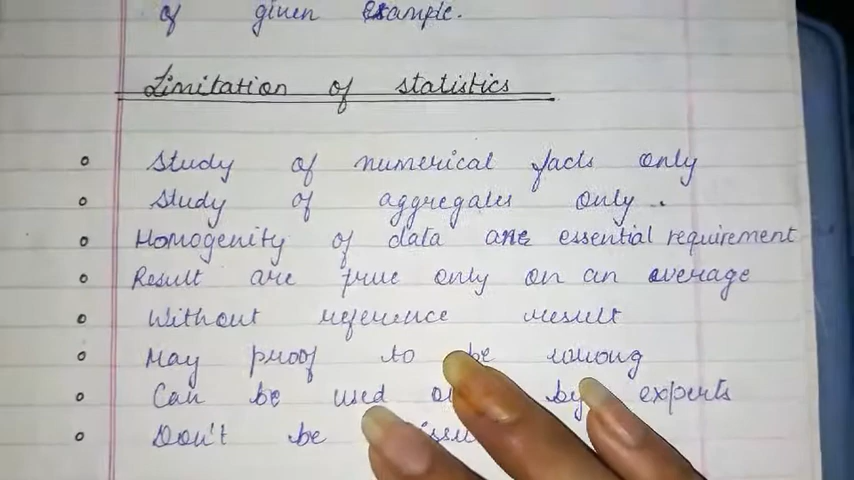 of given Example.
Limitation of statistics
Study of numerical facts only
Study of aggregates only.
Homogenity of data are essential requirement
Result are true only on an average
Without reference result
May proof to be wrong
Can be used by experts
Don't be